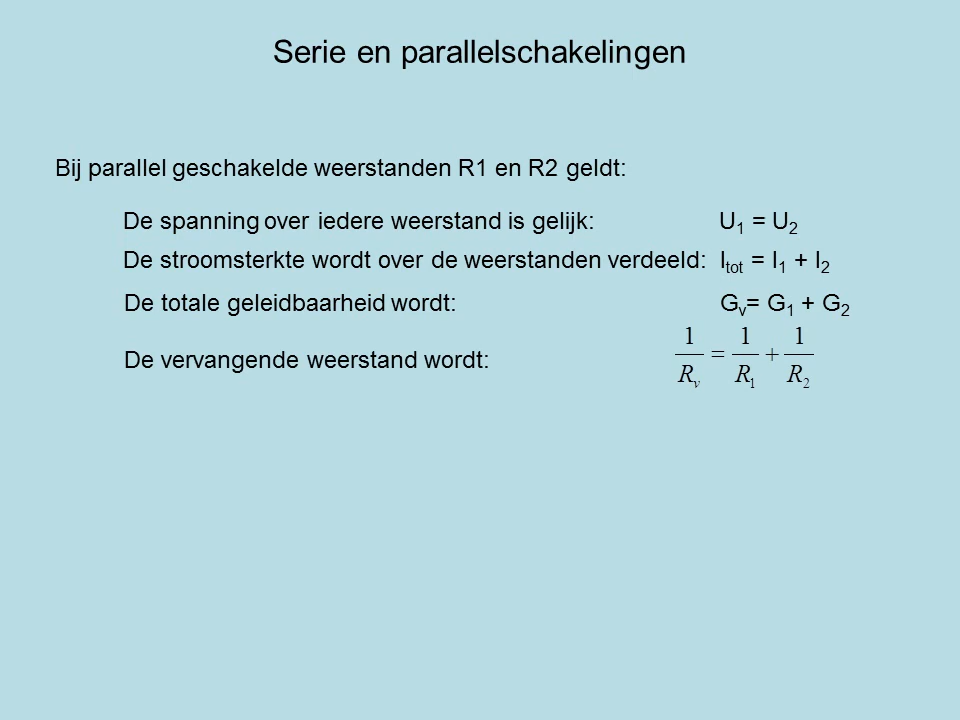 Serie en parallelschakelingen
Bij parallel geschakelde weerstanden R1 en R2 geldt:
De spanning over iedere weerstand is gelijk: U₁ = U₂
De stroomsterkte wordt over de weerstanden verdeeld: Iₜₒₜ = I₁ + I₂
De totale geleidbaarheid wordt: Gᵥ= G₁ + G₂
De vervangende weerstand wordt: 1/Rᵥ = 1/R₁ + 1/R₂